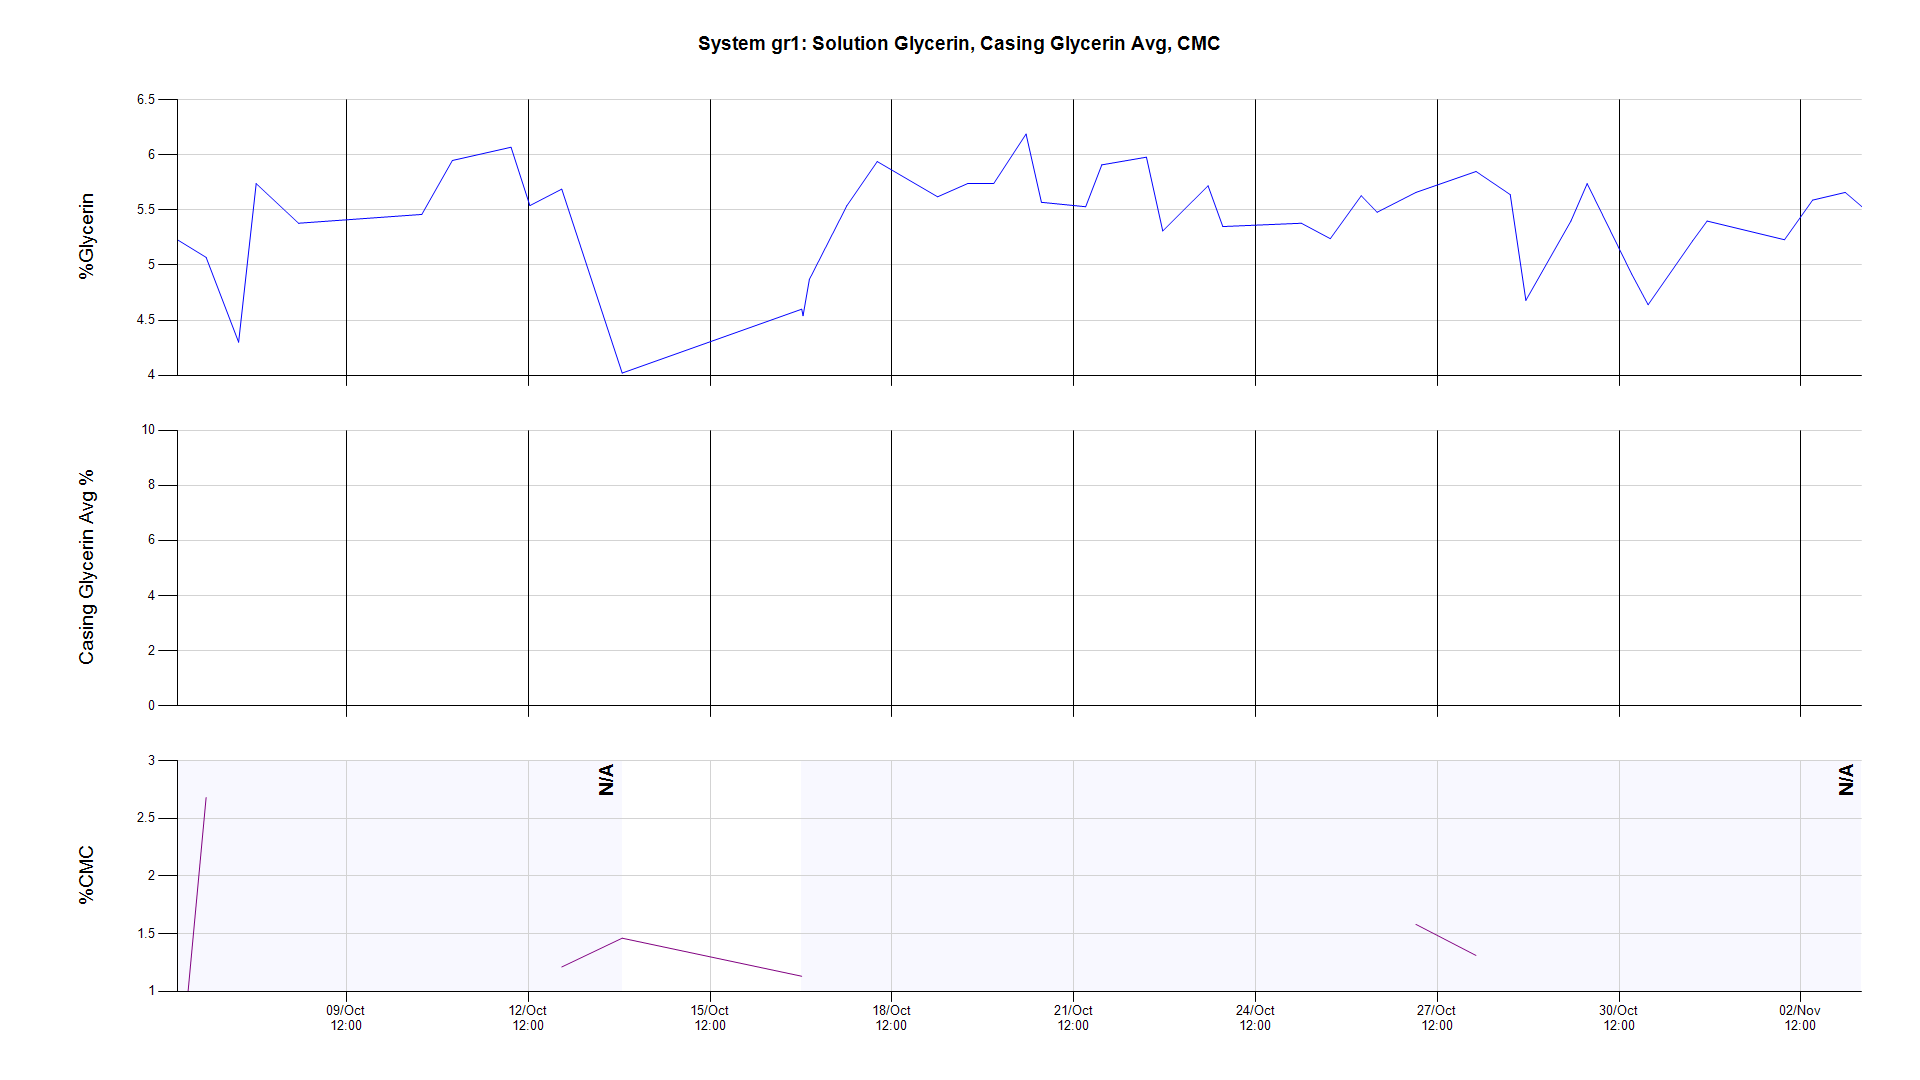 System gr1: Solution Glycerin, Casing Glycerin Avg, CMC
%Glycerin
6.5
6
5.5
5
4.5
4
Casing Glycerin Avg %
10
8
6
4
2
0
%CMC
3
2.5
2
1.5
1
N/A
N/A
09/Oct 12/Oct 15/Oct 18/Oct 21/Oct 24/Oct 27/Oct 30/Oct 02/Nov
12:00 12:00 12:00 12:00 12:00 12:00 12:00 12:00 12:00